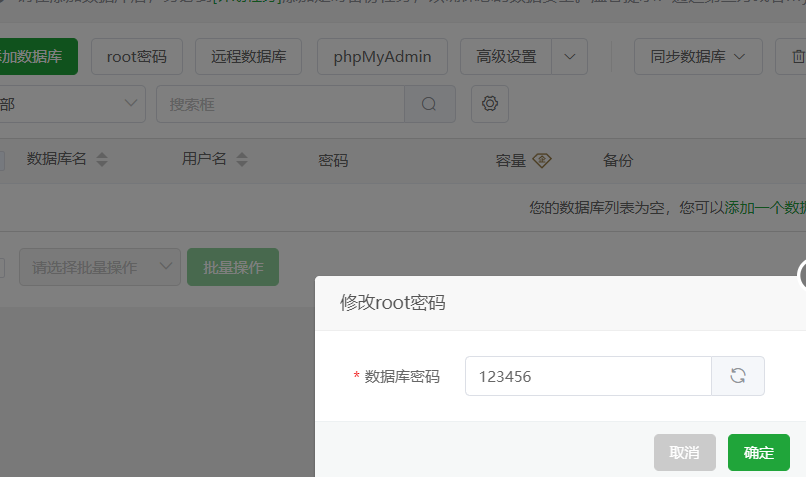 加数据库 root密码 远程数据库 phpMyAdmin 高级设置 同步数据库
部 搜索框
数据库名 用户名 密码 容量 备份
您的数据库列表为空，您可以添加一个数据
请选择批量操作 批量操作
修改root密码
* 数据库密码 123456
取消 确定